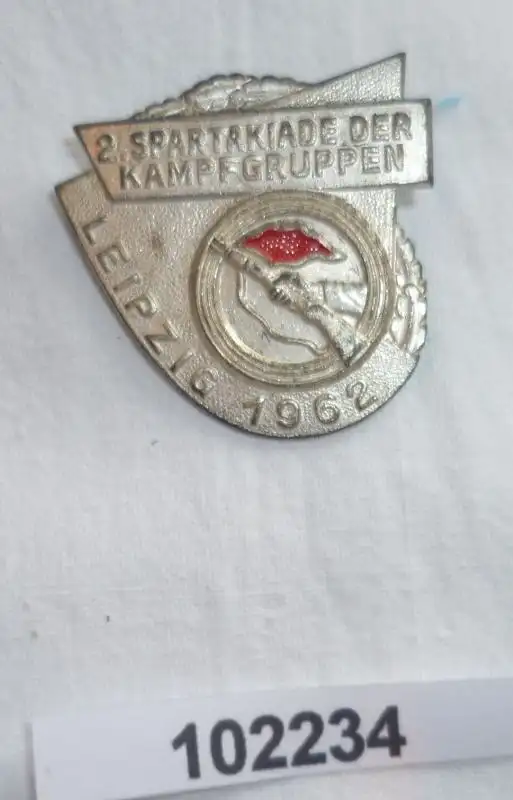 2. SPARTAKIADE DER
KAMPFGRUPPEN
LEIPZIG 1962
102234